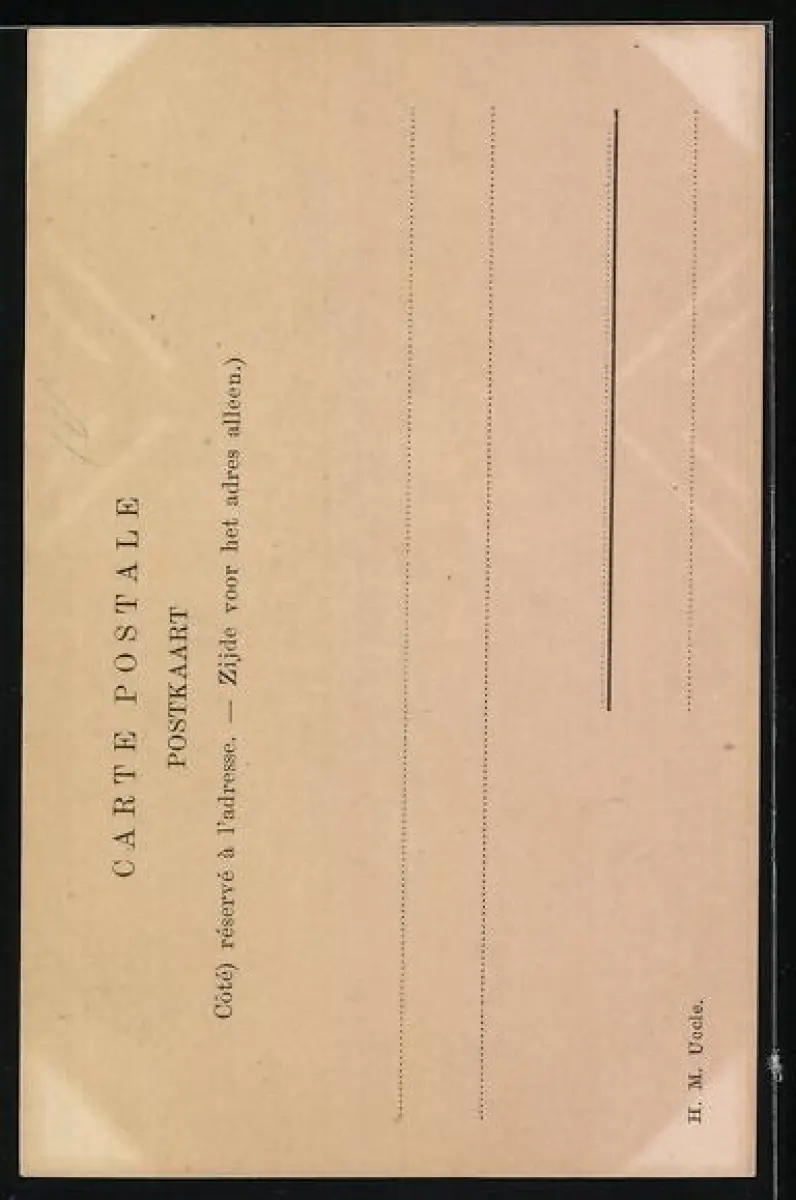 CARTE POSTALE
POSTKAART
Côté) réservé à l'adresse. — Zijde voor het adres alleen.)
H. M. Uccle.